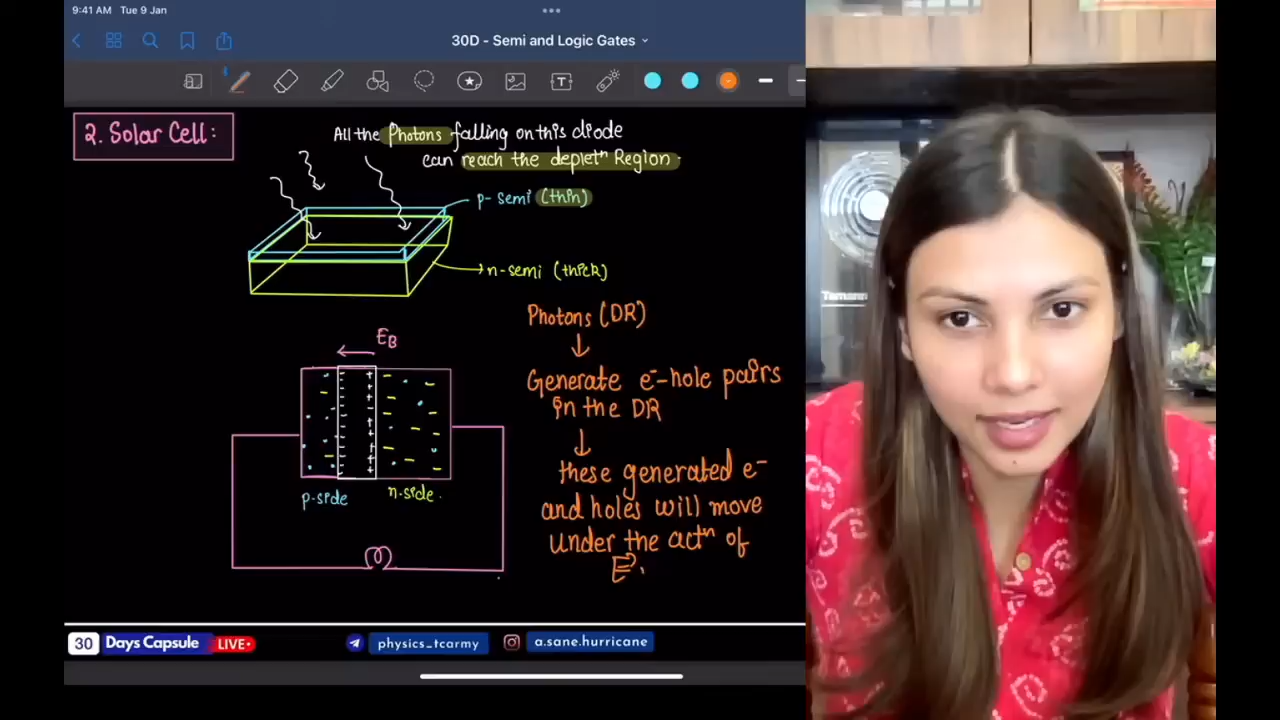 9:41 AM Tue 9 Jan
30D - Semi and Logic Gates
2. Solar Cell:
All the Photons falling on this diode
can reach the depletⁿ Region.
p-semi (thin)
n-semi (thick)
Photons (DR)
↓
Generate e⁻-hole pairs
in the DR
↓
these generated e⁻
and holes will move
under the actⁿ of
E⃗.
E_B
p-side
n-side.
30 Days Capsule LIVE
physics_tcarmy
a.sane.hurricane